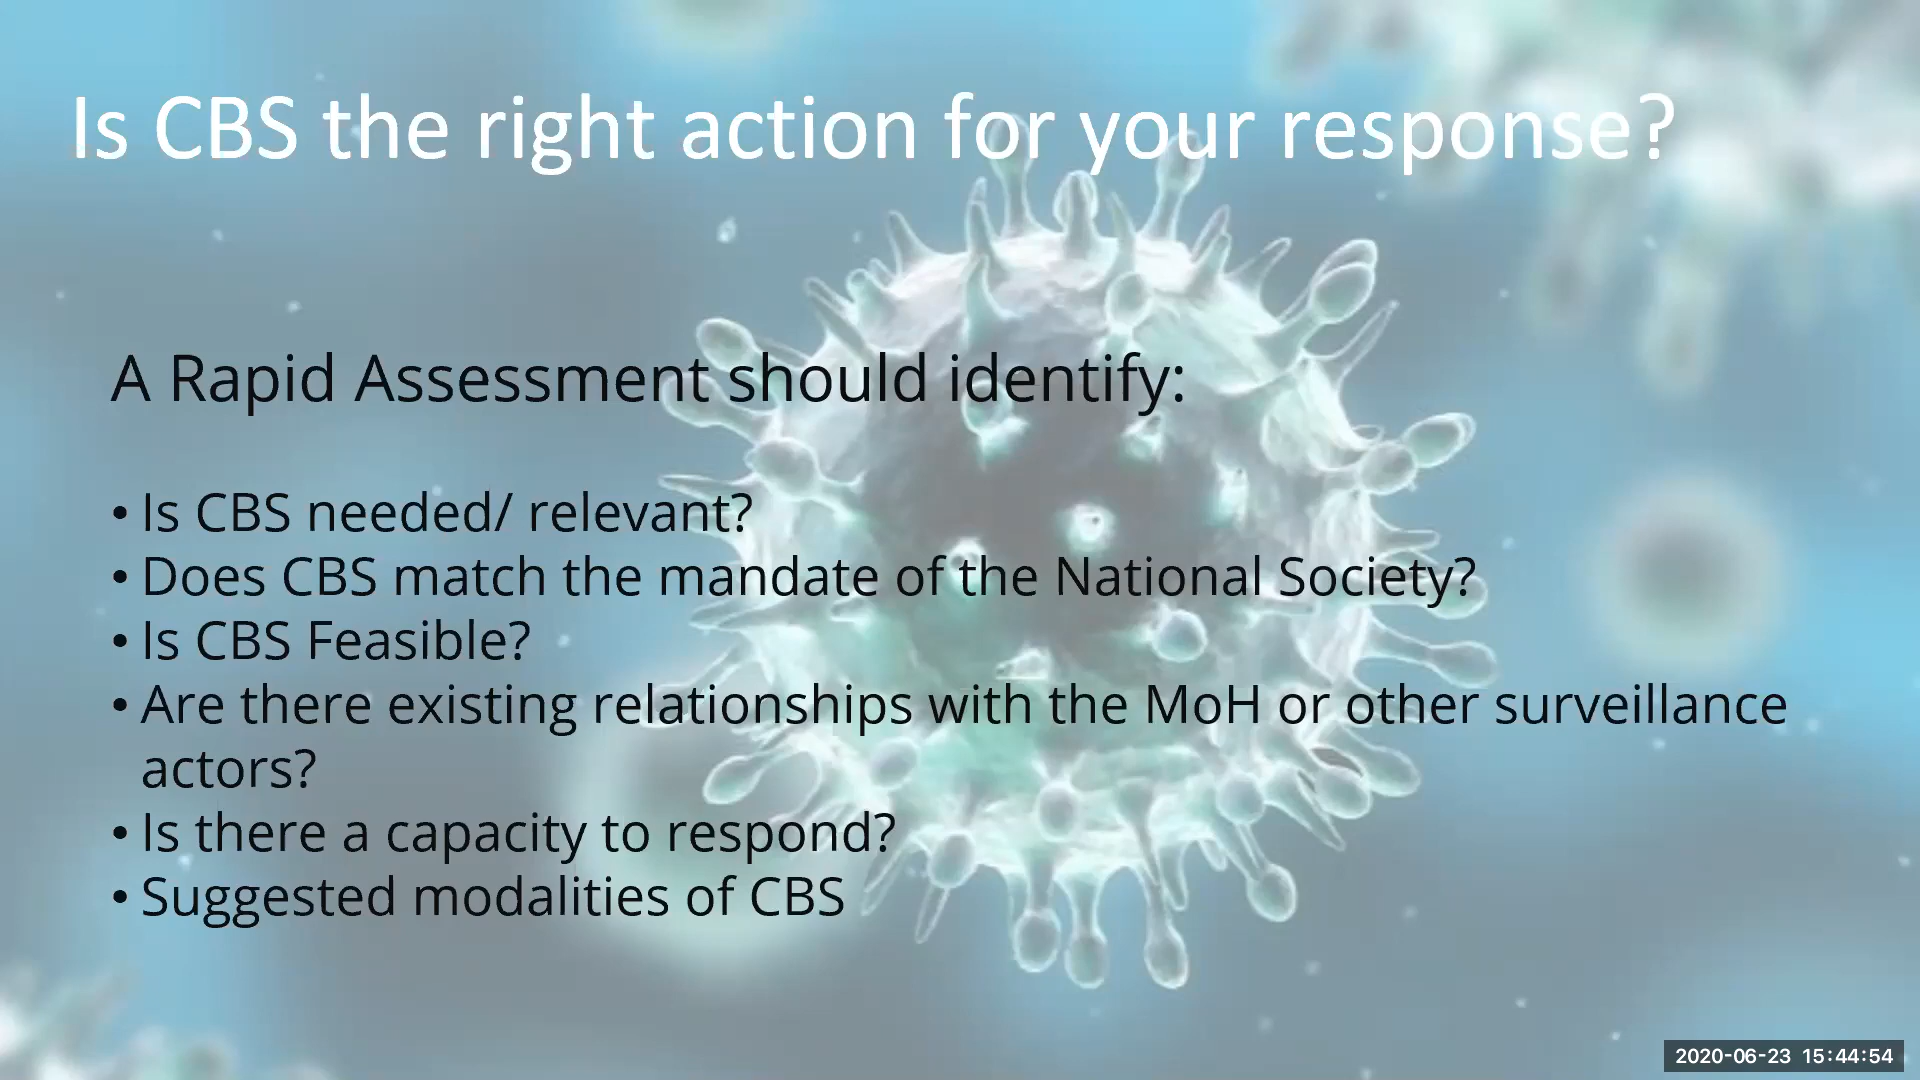 Is CBS the right action for your response?
A Rapid Assessment should identify:
• Is CBS needed/ relevant?
• Does CBS match the mandate of the National Society?
• Is CBS Feasible?
• Are there existing relationships with the MoH or other surveillance
actors?
• Is there a capacity to respond?
• Suggested modalities of CBS
2020-06-23 15:44:54